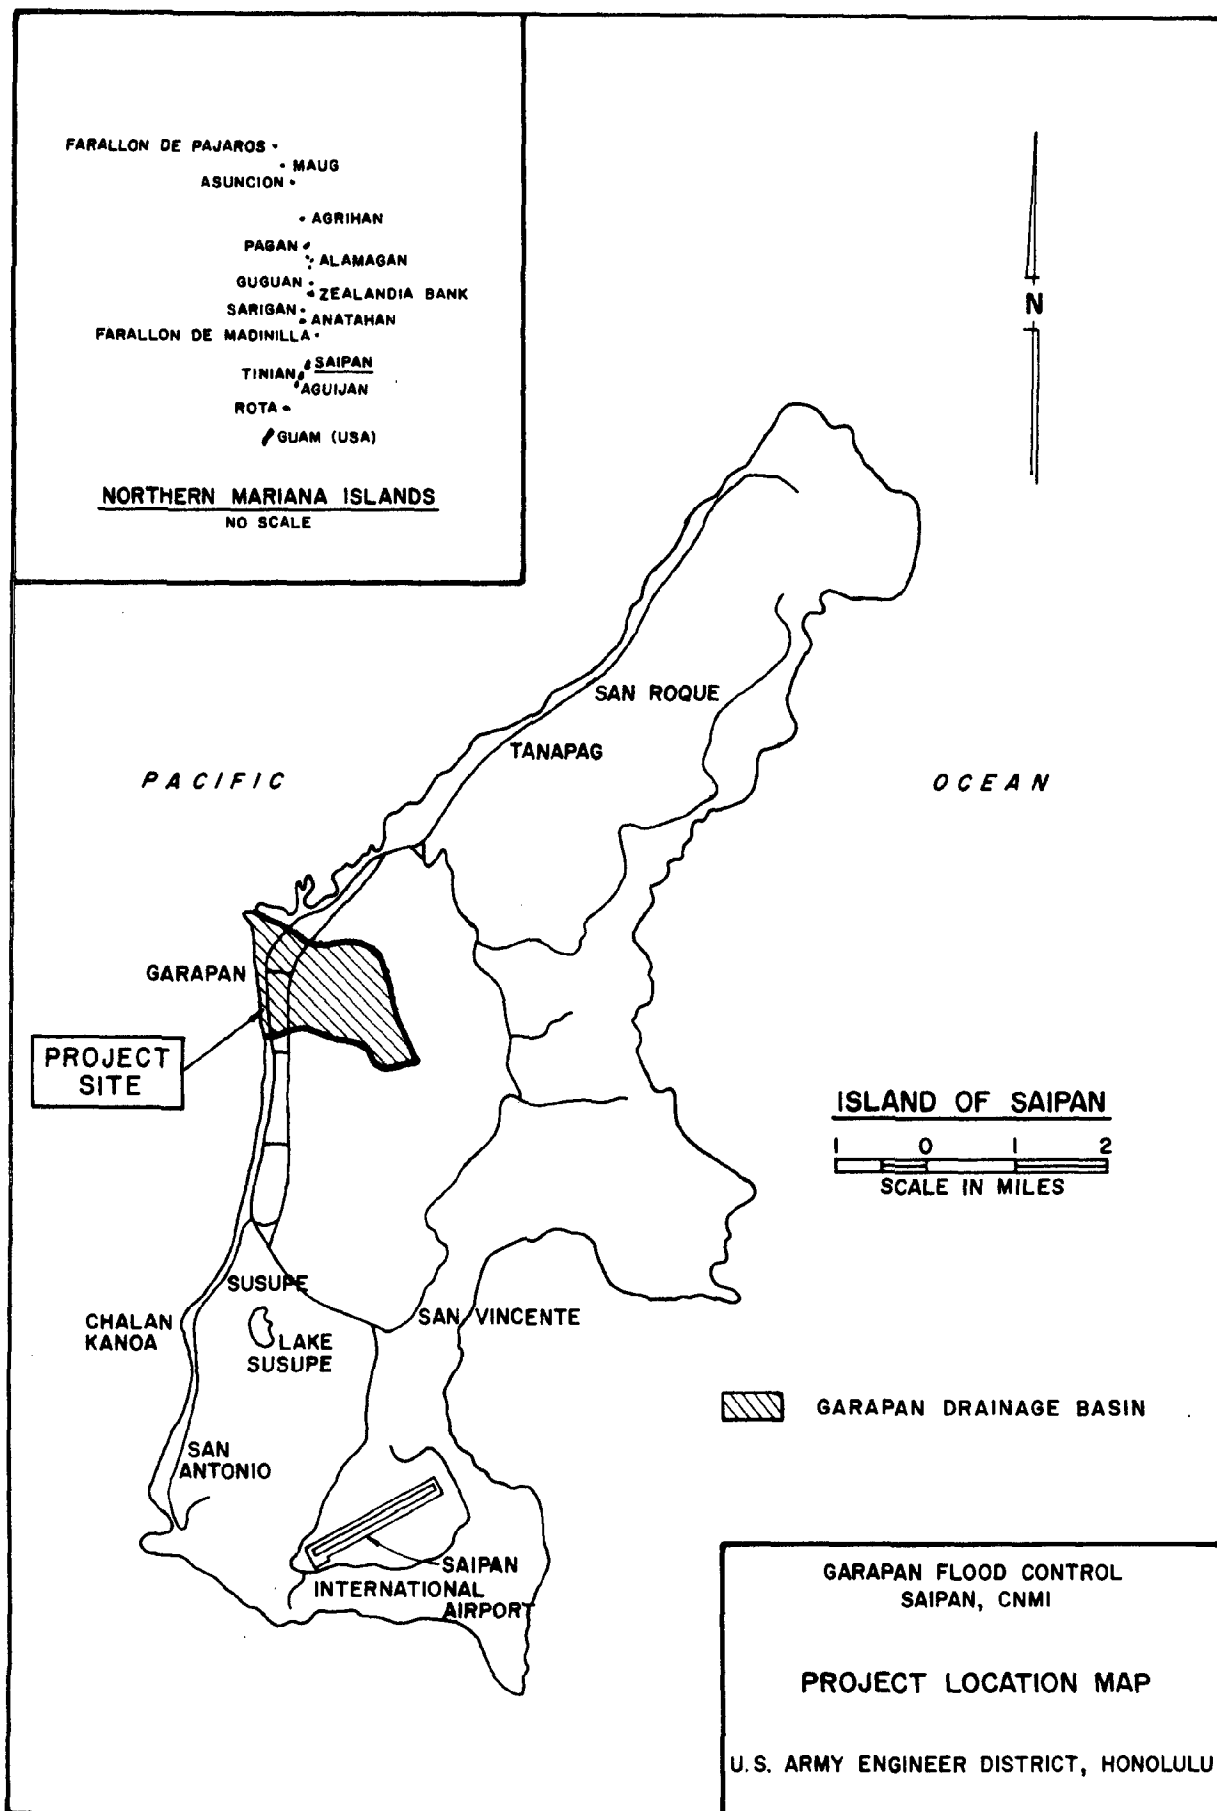 FARALLON DE PAJAROS
MAUG
ASUNCION
AGRIHAN
PAGAN
ALAMAGAN
GUGUAN
ZEALANDIA BANK
SARIGAN
ANATAHAN
FARALLON DE MADINILLA
SAIPAN
TINIAN
AGUIJAN
ROTA
GUAM (USA)
NORTHERN MARIANA ISLANDS
NO SCALE
N
SAN ROQUE
TANAPAG
PACIFIC
OCEAN
GARAPAN
PROJECT
SITE
ISLAND OF SAIPAN
1 0 1 2
SCALE IN MILES
SUSUPE
CHALAN
KANOA
LAKE
SUSUPE
SAN VINCENTE
GARAPAN DRAINAGE BASIN
SAN
ANTONIO
SAIPAN
INTERNATIONAL
AIRPORT
GARAPAN FLOOD CONTROL
SAIPAN, CNMI
PROJECT LOCATION MAP
U.S. ARMY ENGINEER DISTRICT, HONOLULU